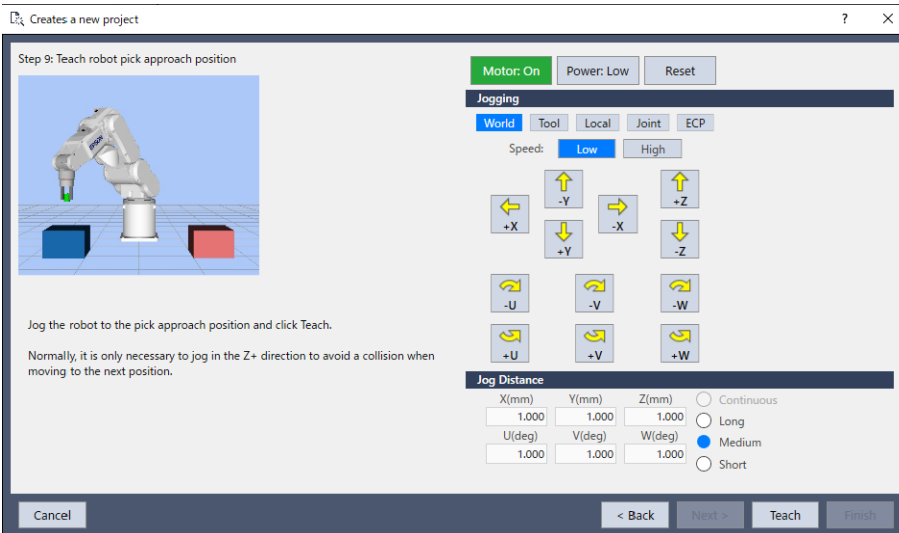 Creates a new project
?
Step 9: Teach robot pick approach position
EPSON
Jog the robot to the pick approach position and click Teach.
Normally, it is only necessary to jog in the Z+ direction to avoid a collision when
moving to the next position.
Motor: On Power: Low Reset
Jogging
World Tool Local Joint ECP
Speed: Low High
-Y +Z
+X -X
+Y -Z
-U -V -W
+U +V +W
Jog Distance
X(mm) Y(mm) Z(mm) Continuous
1.000 1.000 1.000 Long
U(deg) V(deg) W(deg) Medium
1.000 1.000 1.000 Short
Cancel < Back Next > Teach Finish